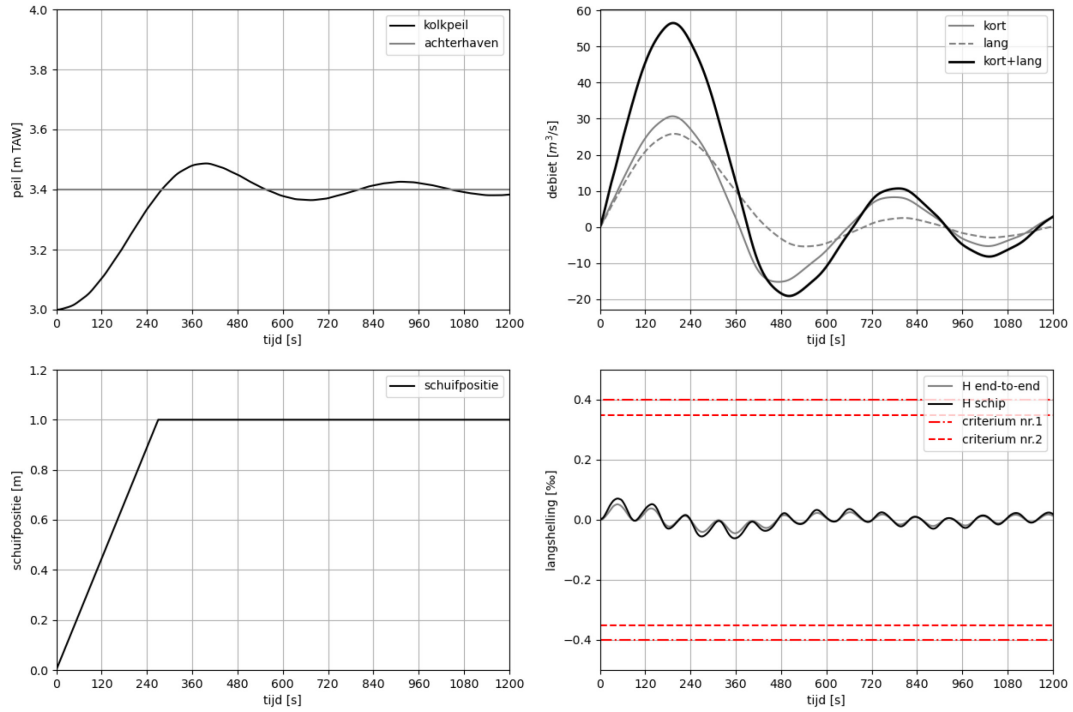 4.0
3.8
3.6
3.4
3.2
3.0
peil [m TAW]
kolkpeil
achterhaven
0 120 240 360 480 600 720 840 960 1080 1200
tijd [s]
60
50
40
30
20
10
0
−10
−20
debiet [m³/s]
kort
lang
kort+lang
0 120 240 360 480 600 720 840 960 1080 1200
tijd [s]
1.2
1.0
0.8
0.6
0.4
0.2
0.0
schuifpositie [m]
schuifpositie
0 120 240 360 480 600 720 840 960 1080 1200
tijd [s]
0.4
0.2
0.0
−0.2
−0.4
langshelling [‰]
H end-to-end
H schip
criterium nr.1
criterium nr.2
0 120 240 360 480 600 720 840 960 1080 1200
tijd [s]